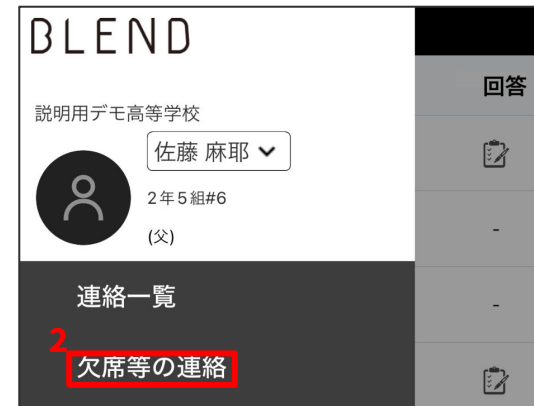 BLEND
回答
説明用デモ高等学校
佐藤 麻耶
2年5組#6
(父)
-
連絡一覧
-
2
欠席等の連絡